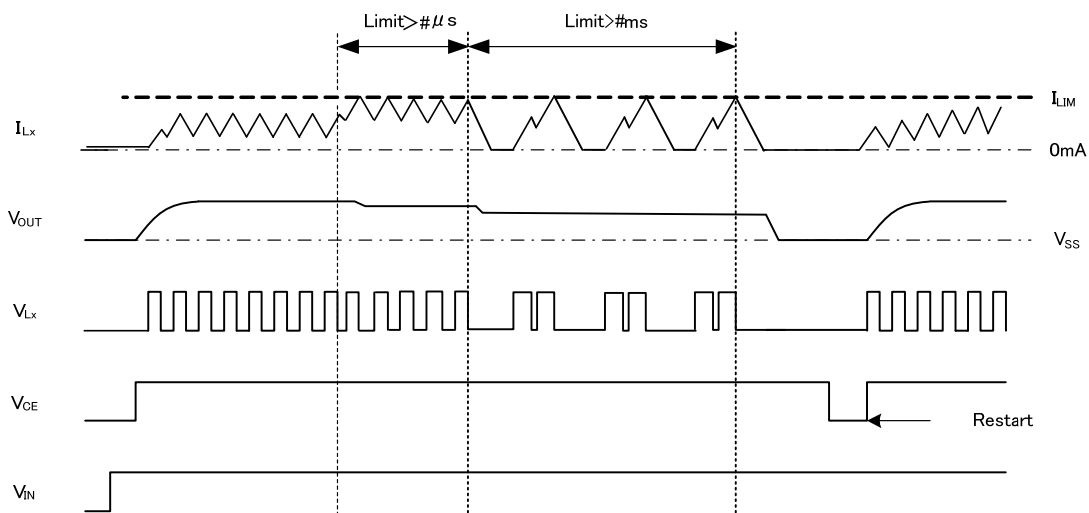 Limit>#μs
Limit>#ms
ILx
ILIM
0mA
VOUT
VSS
VLx
VCE
Restart
VIN